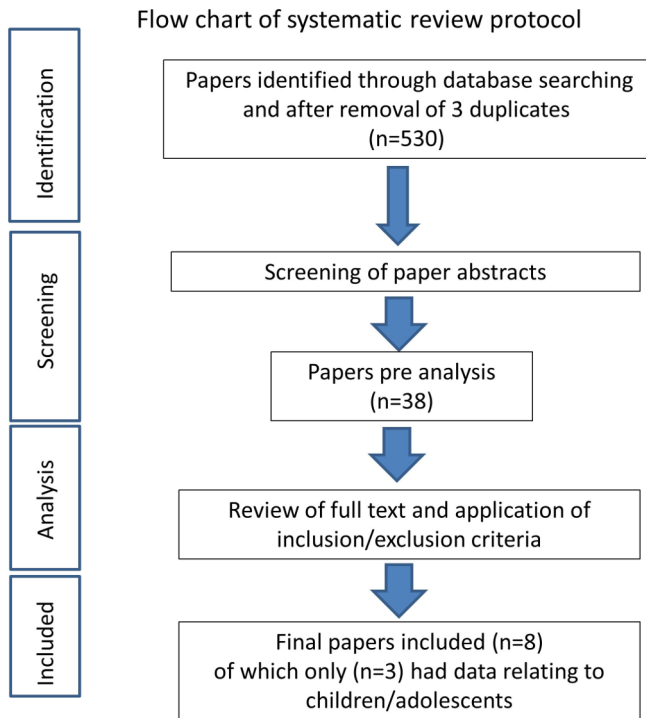 Flow chart of systematic review protocol
Identification
Papers identified through database searching
and after removal of 3 duplicates
(n=530)
Screening
Screening of paper abstracts
Papers pre analysis
(n=38)
Analysis
Review of full text and application of
inclusion/exclusion criteria
Included
Final papers included (n=8)
of which only (n=3) had data relating to
children/adolescents